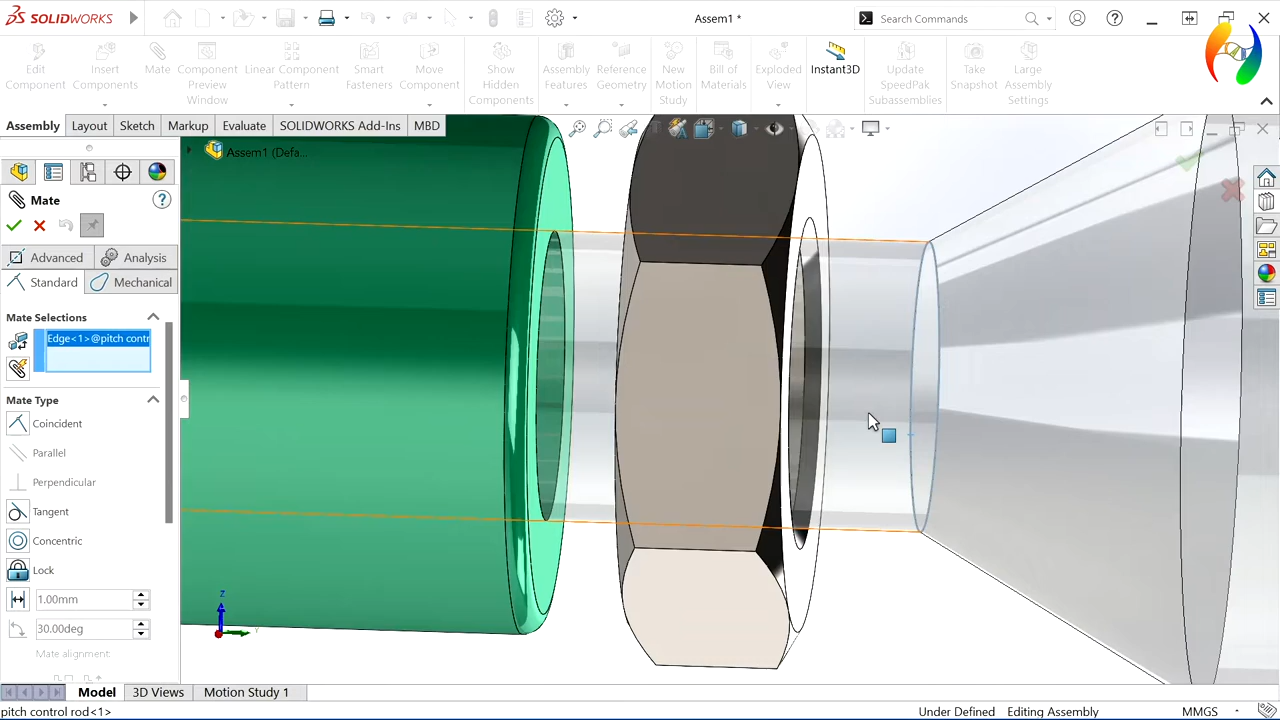 SOLIDWORKS
Assem1 *
Search Commands
Edit Component
Insert Components
Mate
Component Preview Window
Linear Component Pattern
Smart Fasteners
Move Component
Show Hidden Components
Assembly Features
Reference Geometry
New Motion Study
Bill of Materials
Exploded View
Instant3D
Update SpeedPak Subassemblies
Take Snapshot
Large Assembly Settings
Assembly
Layout
Sketch
Markup
Evaluate
SOLIDWORKS Add-Ins
MBD
Assem1 (Defa...
Mate
Advanced
Analysis
Standard
Mechanical
Mate Selections
Edge<1>@pitch contr
Mate Type
Coincident
Parallel
Perpendicular
Tangent
Concentric
Lock
1.00mm
30.00deg
Mate alignment:
Z
Y
Model
3D Views
Motion Study 1
pitch control rod<1>
Under Defined
Editing Assembly
MMGS